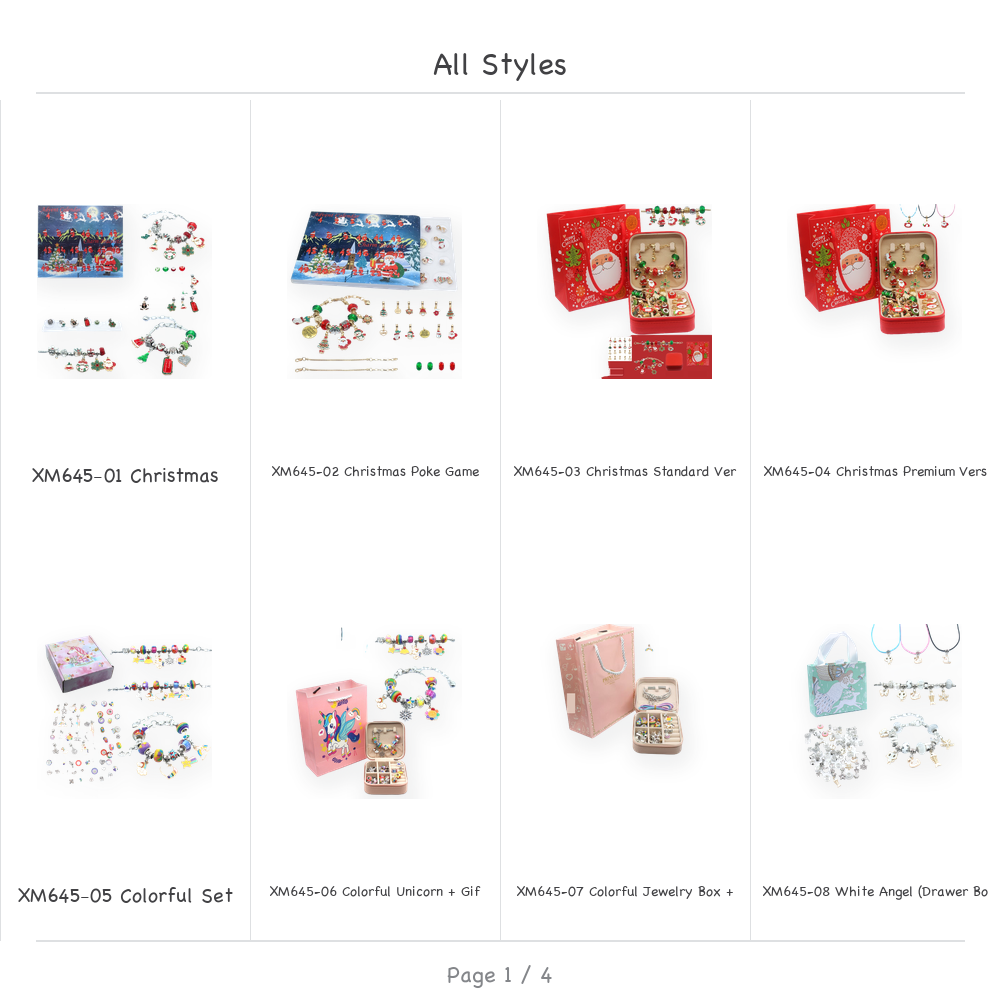 All Styles
XM645-01 Christmas
XM645-02 Christmas Poke Game
XM645-03 Christmas Standard Ver
XM645-04 Christmas Premium Vers
XM645-05 Colorful Set
XM645-06 Colorful Unicorn + Gif
XM645-07 Colorful Jewelry Box +
XM645-08 White Angel (Drawer Bo
Page 1 / 4